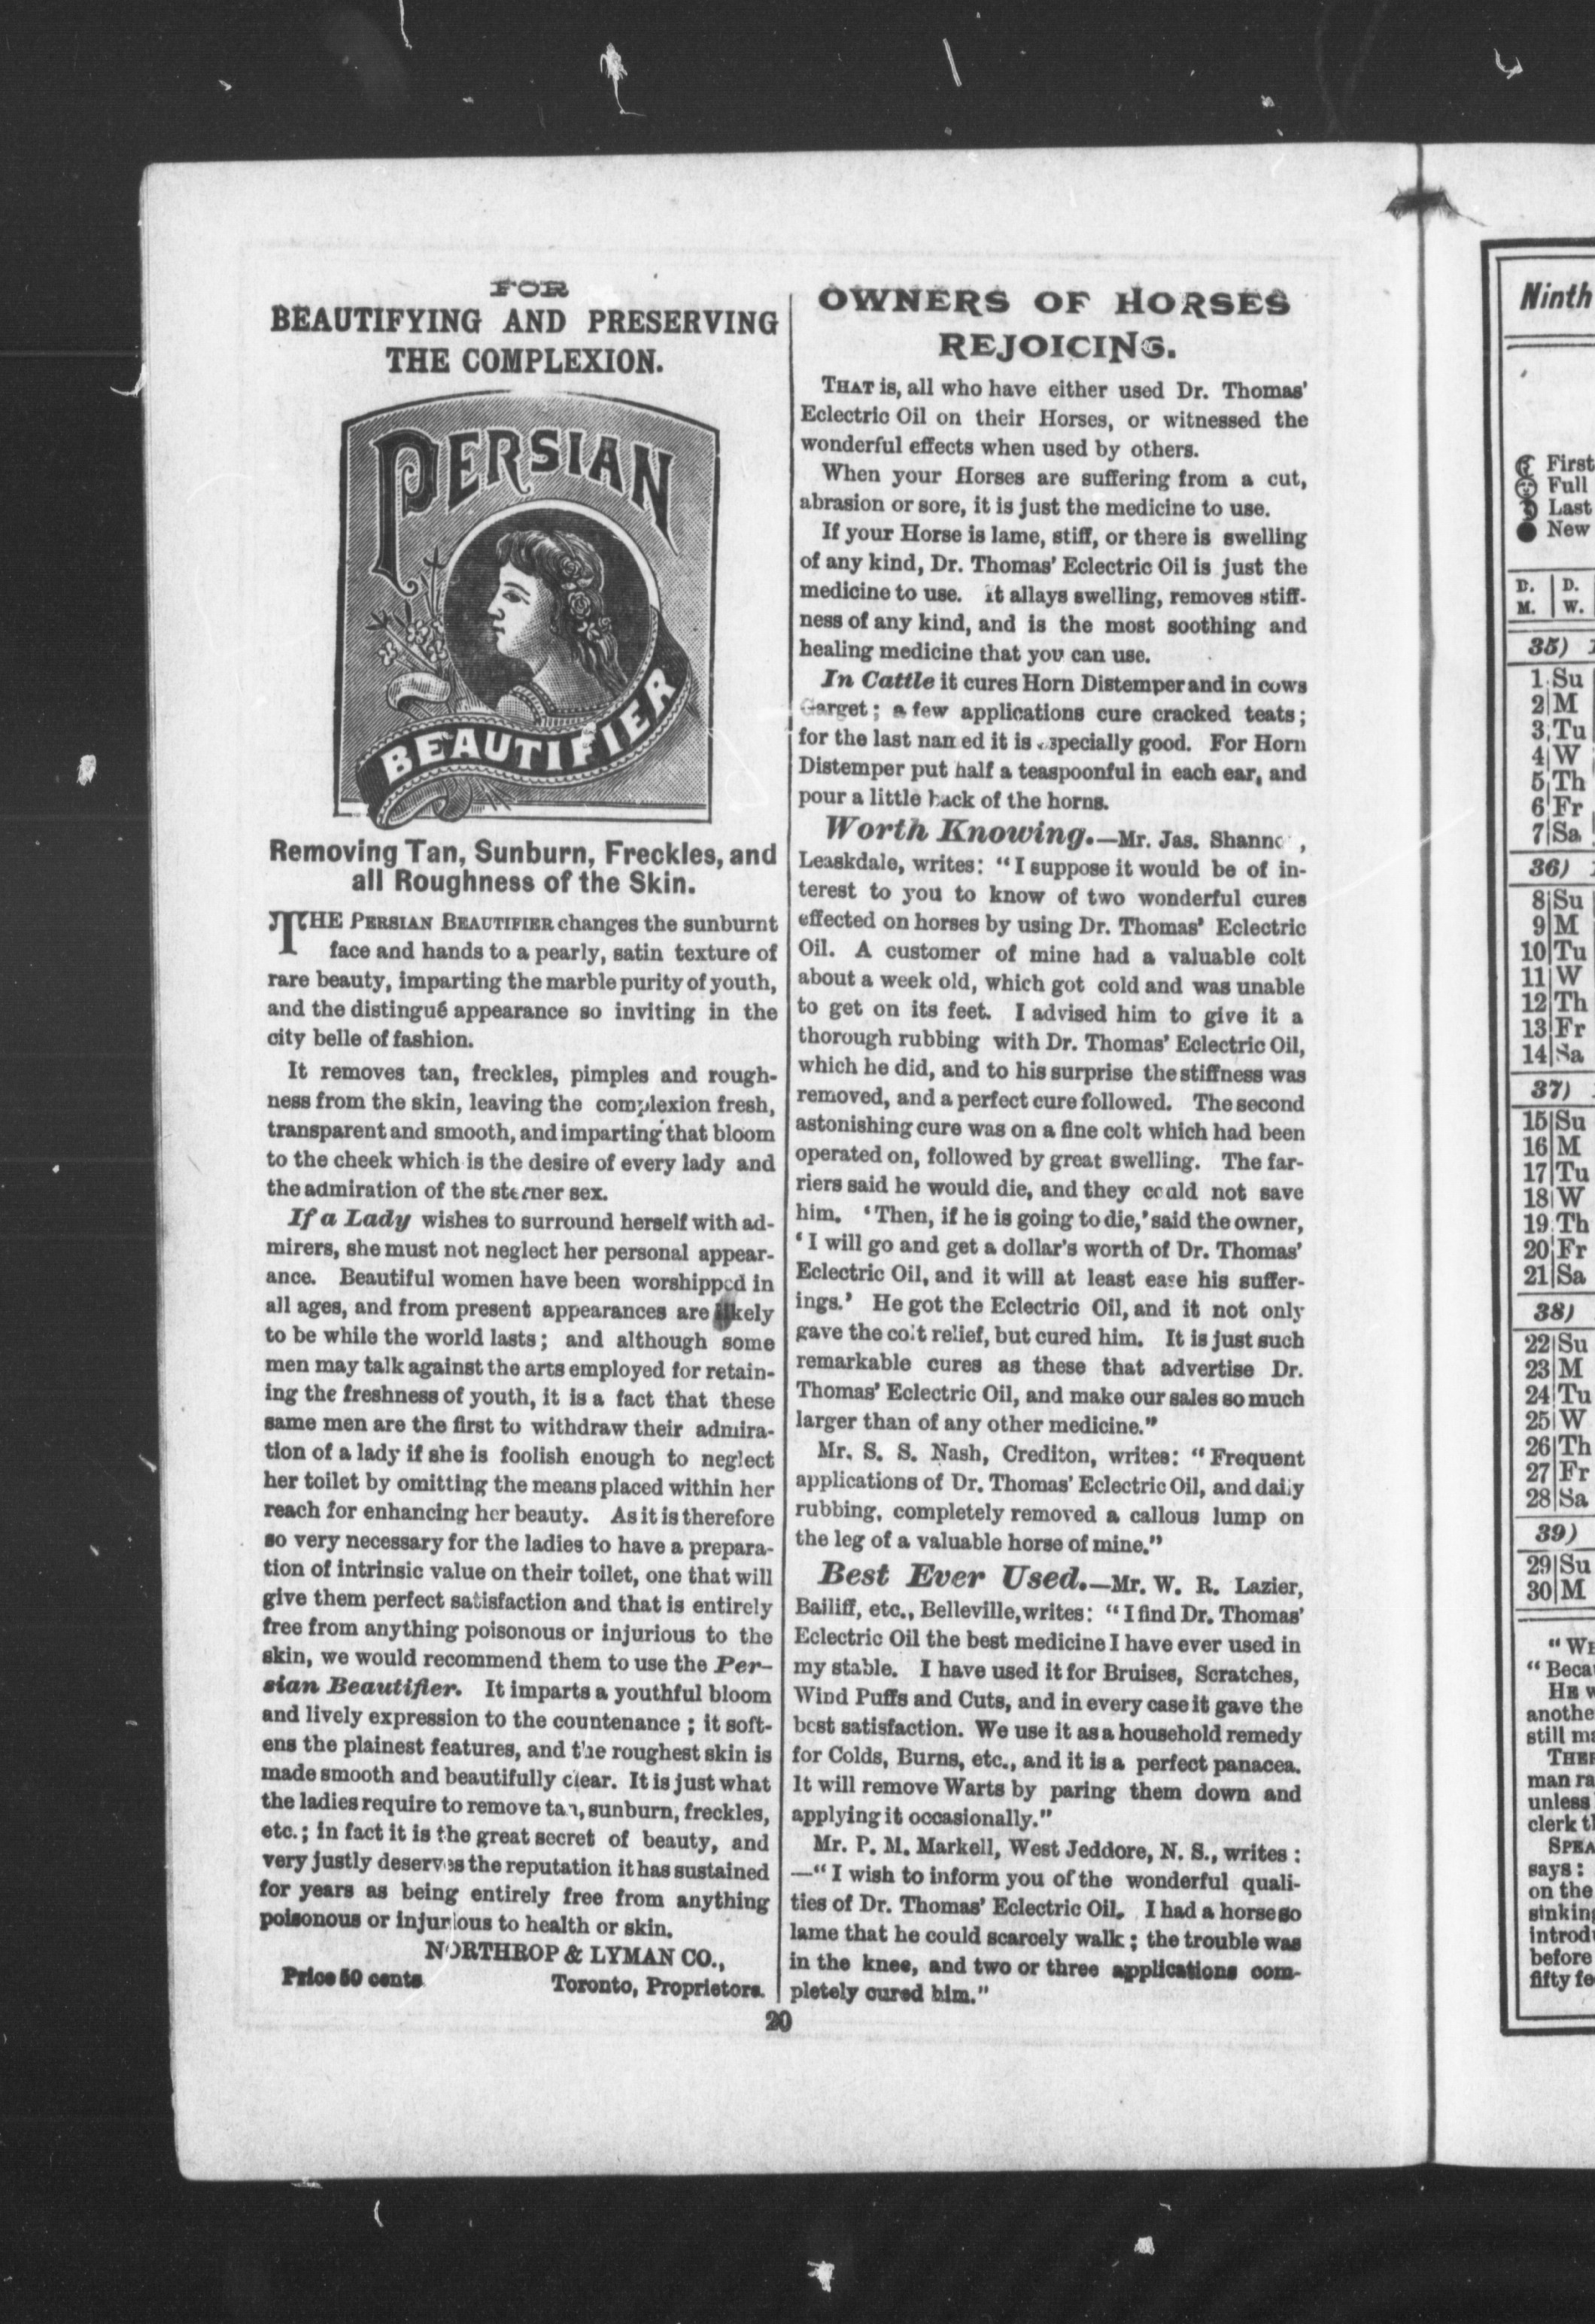 FOR
BEAUTIFYING AND PRESERVING
THE COMPLEXION.
PERSIAN
BEAUTIFIER
Removing Tan, Sunburn, Freckles, and
all Roughness of the Skin.
THE PERSIAN BEAUTIFIER changes the sunburnt
face and hands to a pearly, satin texture of
rare beauty, imparting the marble purity of youth,
and the distingué appearance so inviting in the
city belle of fashion.
It removes tan, freckles, pimples and rough-
ness from the skin, leaving the complexion fresh,
transparent and smooth, and imparting that bloom
to the cheek which is the desire of every lady and
the admiration of the sterner sex.
If a Lady wishes to surround herself with ad-
mirers, she must not neglect her personal appear-
ance. Beautiful women have been worshipped in
all ages, and from present appearances are likely
to be while the world lasts; and although some
men may talk against the arts employed for retain-
ing the freshness of youth, it is a fact that these
same men are the first to withdraw their admira-
tion of a lady if she is foolish enough to neglect
her toilet by omitting the means placed within her
reach for enhancing her beauty. As it is therefore
so very necessary for the ladies to have a prepara-
tion of intrinsic value on their toilet, one that will
give them perfect satisfaction and that is entirely
free from anything poisonous or injurious to the
skin, we would recommend them to use the Per-
sian Beautifier. It imparts a youthful bloom
and lively expression to the countenance; it soft-
ens the plainest features, and the roughest skin is
made smooth and beautifully clear. It is just what
the ladies require to remove tan, sunburn, freckles,
etc.; in fact it is the great secret of beauty, and
very justly deserves the reputation it has sustained
for years as being entirely free from anything
poisonous or injurious to health or skin.
NORTHROP & LYMAN CO.,
Price 50 cents Toronto, Proprietors.
OWNERS OF HORSES
REJOICING.
THAT is, all who have either used Dr. Thomas'
Eclectric Oil on their Horses, or witnessed the
wonderful effects when used by others.
When your Horses are suffering from a cut,
abrasion or sore, it is just the medicine to use.
If your Horse is lame, stiff, or there is swelling
of any kind, Dr. Thomas' Eclectric Oil is just the
medicine to use. It allays swelling, removes stiff-
ness of any kind, and is the most soothing and
healing medicine that you can use.
In Cattle it cures Horn Distemper and in cows
Garget; a few applications cure cracked teats;
for the last named it is especially good. For Horn
Distemper put half a teaspoonful in each ear, and
pour a little back of the horns.
Worth Knowing.—Mr. Jas. Shannon,
Leaskdale, writes: "I suppose it would be of in-
terest to you to know of two wonderful cures
effected on horses by using Dr. Thomas' Eclectric
Oil. A customer of mine had a valuable colt
about a week old, which got cold and was unable
to get on its feet. I advised him to give it a
thorough rubbing with Dr. Thomas' Eclectric Oil,
which he did, and to his surprise the stiffness was
removed, and a perfect cure followed. The second
astonishing cure was on a fine colt which had been
operated on, followed by great swelling. The far-
riers said he would die, and they could not save
him. 'Then, if he is going to die,' said the owner,
'I will go and get a dollar's worth of Dr. Thomas'
Eclectric Oil, and it will at least ease his suffer-
ings.' He got the Eclectric Oil, and it not only
gave the colt relief, but cured him. It is just such
remarkable cures as these that advertise Dr.
Thomas' Eclectric Oil, and make our sales so much
larger than of any other medicine."
Mr. S. S. Nash, Crediton, writes: "Frequent
applications of Dr. Thomas' Eclectric Oil, and daily
rubbing, completely removed a callous lump on
the leg of a valuable horse of mine."
Best Ever Used.—Mr. W. R. Lazier,
Bailiff, etc., Belleville, writes: "I find Dr. Thomas'
Eclectric Oil the best medicine I have ever used in
my stable. I have used it for Bruises, Scratches,
Wind Puffs and Cuts, and in every case it gave the
best satisfaction. We use it as a household remedy
for Colds, Burns, etc., and it is a perfect panacea.
It will remove Warts by paring them down and
applying it occasionally."
Mr. P. M. Markell, West Jeddore, N. S., writes:
—"I wish to inform you of the wonderful quali-
ties of Dr. Thomas' Eclectric Oil. I had a horse so
lame that he could scarcely walk; the trouble was
in the knee, and two or three applications com-
pletely cured him."
20
Ninth
First
Full
Last
New
D. | D.
M. | W.
35)
1 Su
2 M
3 Tu
4 W
5 Th
6 Fr
7 Sa
36)
8 Su
9 M
10 Tu
11 W
12 Th
13 Fr
14 Sa
37)
15 Su
16 M
17 Tu
18 W
19 Th
20 Fr
21 Sa
38)
22 Su
23 M
24 Tu
25 W
26 Th
27 Fr
28 Sa
39)
29 Su
30 M
"
"
HE
still
man
unless
clerk
says:
on the
before
fifty